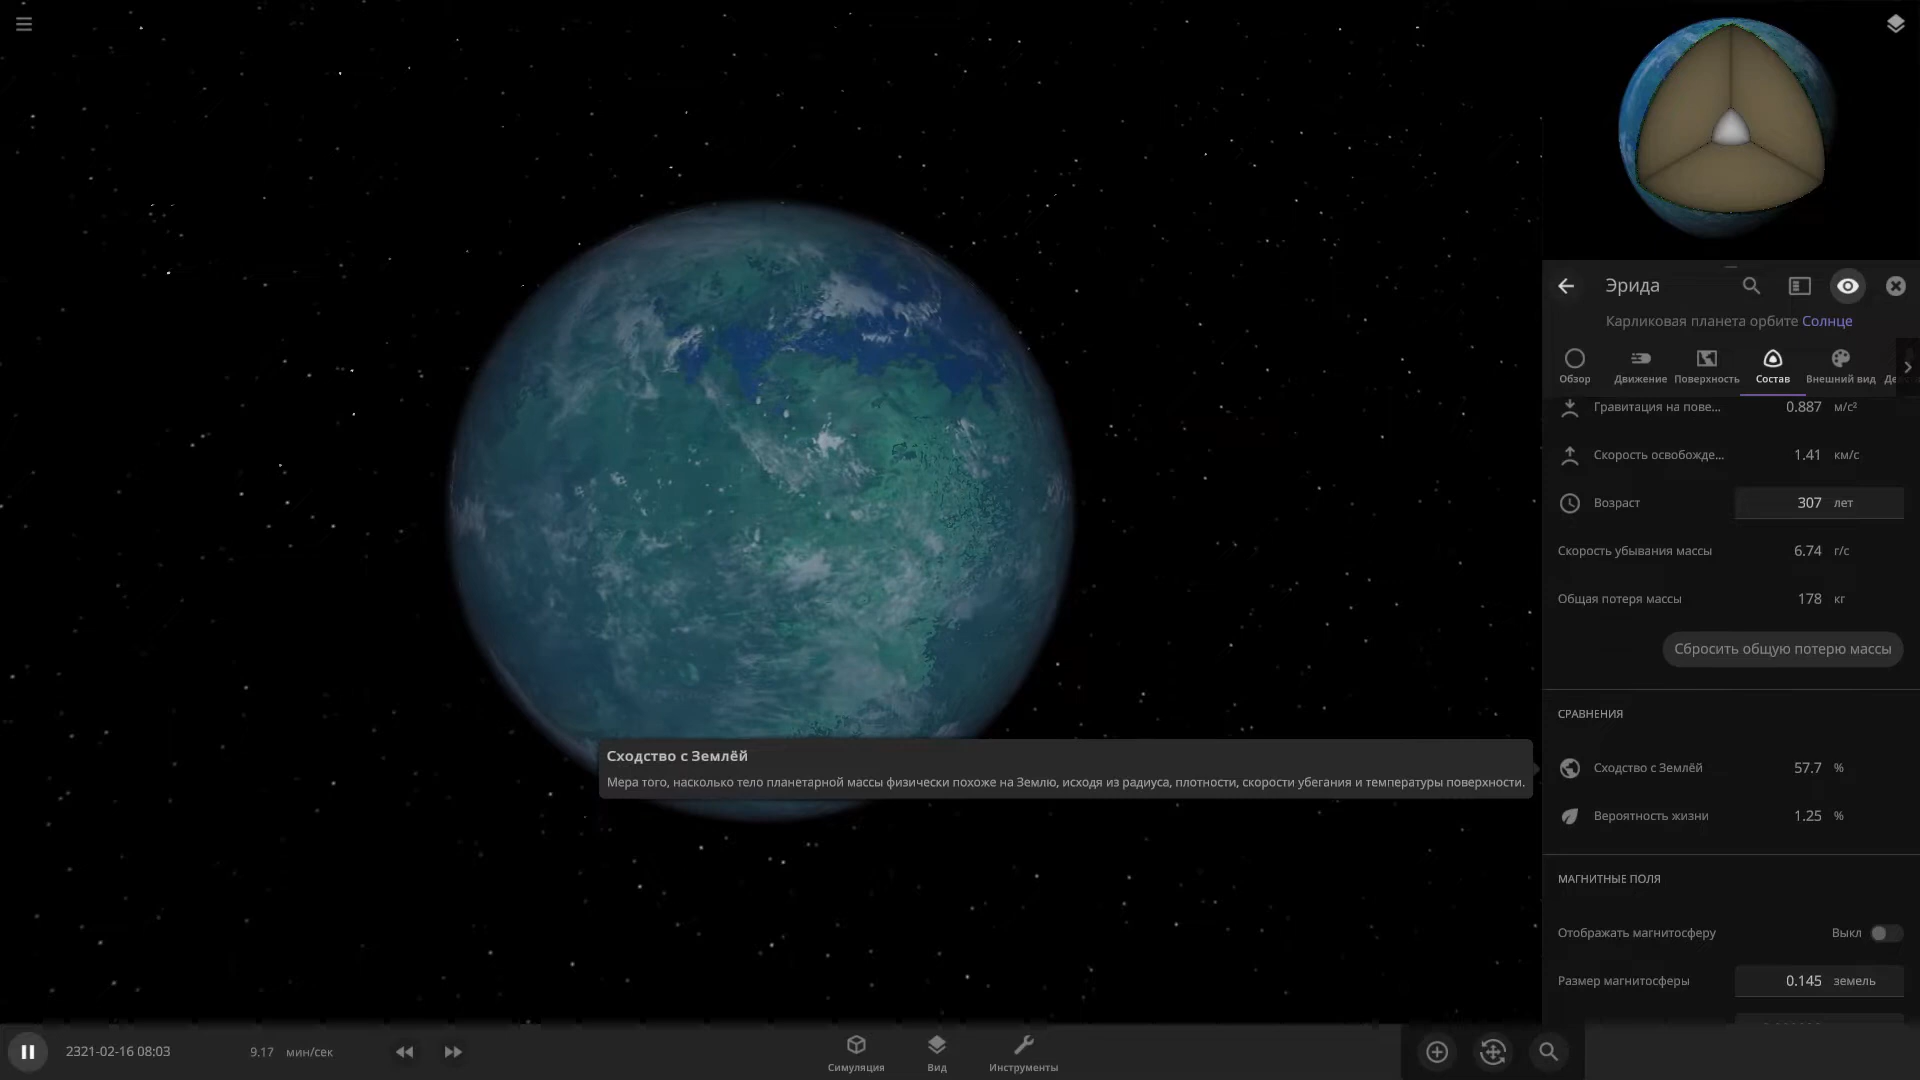 Эрида
Карликовая планета орбите Солнце
Обзор
Движение
Поверхность
Состав
Внешний вид
Гравитация на пове... 0.887 м/с²
Скорость освобожде... 1.41 км/с
Возраст 307 лет
Скорость убывания массы 6.74 г/с
Общая потеря массы 178 кг
Сбросить общую потерю массы
СРАВНЕНИЯ
Сходство с Землёй 57.7 %
Вероятность жизни 1.25 %
МАГНИТНЫЕ ПОЛЯ
Отображать магнитосферу Выкл
Размер магнитосферы 0.145 земель
Сходство с Землёй
Мера того, насколько тело планетарной массы физически похоже на Землю, исходя из радиуса, плотности, скорости убегания и температуры поверхности.
2321-02-16 08:03
9.17 мин/сек
Симуляция
Вид
Инструменты